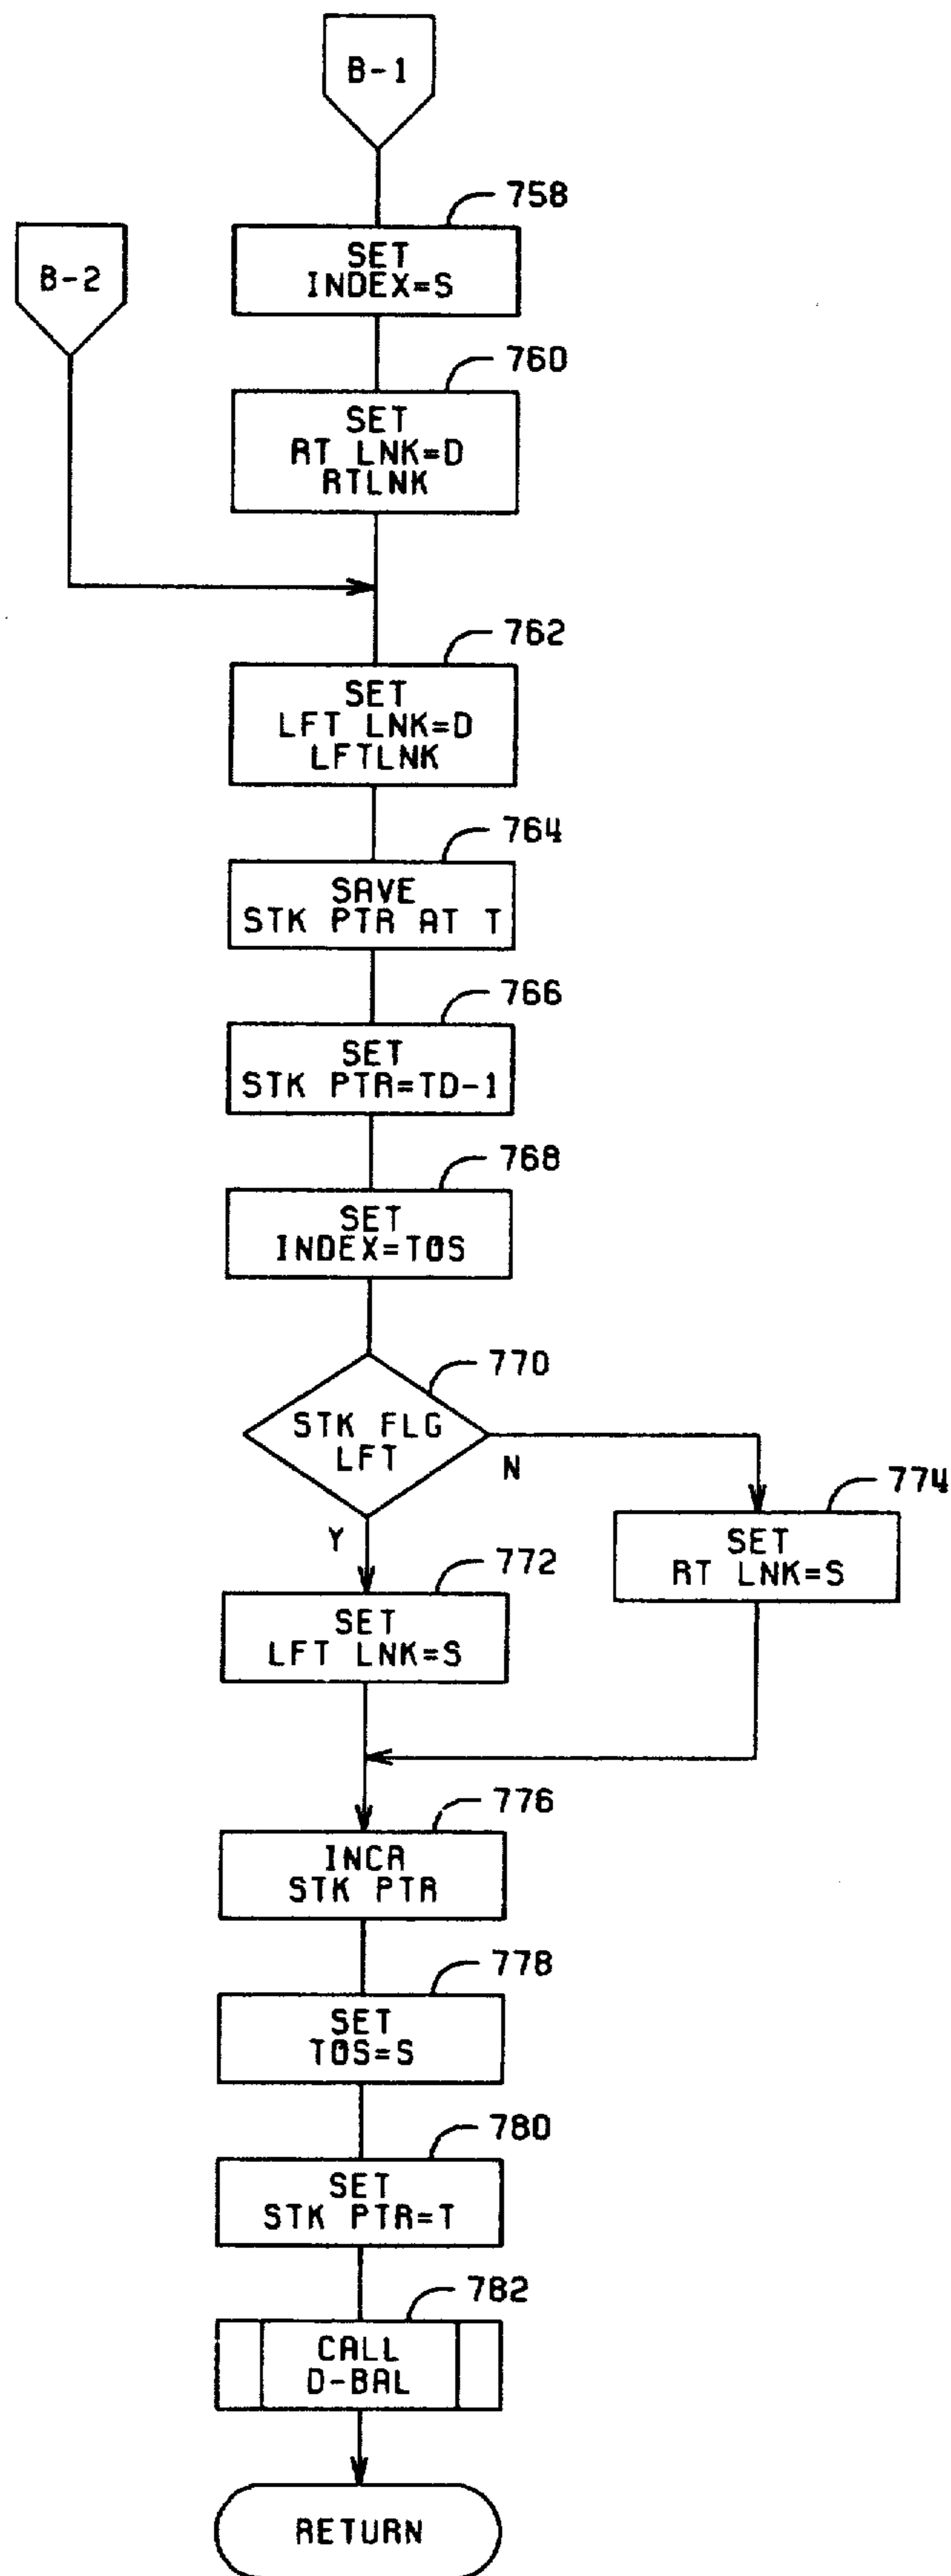 B-1
758
SET
INDEX=S
B-2
760
SET
RT LNK=D
RTLNK
762
SET
LFT LNK=D
LFTLNK
764
SAVE
STK PTR AT T
766
SET
STK PTR=TD-1
768
SET
INDEX=TOS
770
STK FLG
LFT
N
774
SET
RT LNK=S
Y
772
SET
LFT LNK=S
776
INCR
STK PTR
778
SET
TOS=S
780
SET
STK PTR=T
782
CALL
D-BAL
RETURN